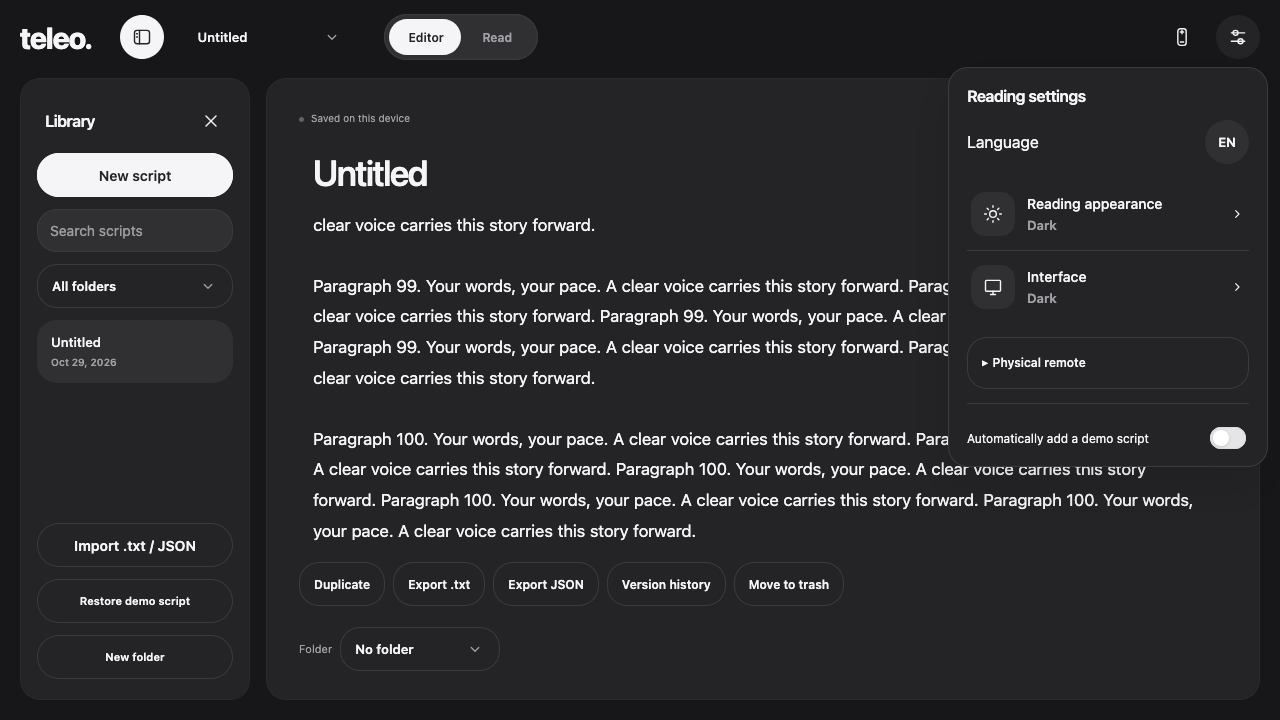 teleo.
Untitled
Editor
Read
Library
New script
Search scripts
All folders
Untitled
Oct 29, 2026
Import .txt / JSON
Restore demo script
New folder
Saved on this device
Untitled
clear voice carries this story forward.
Paragraph 99. Your words, your pace. A clear voice carries this story forward. Parag
clear voice carries this story forward. Paragraph 99. Your words, your pace. A clear
Paragraph 99. Your words, your pace. A clear voice carries this story forward. Parag
clear voice carries this story forward.
Paragraph 100. Your words, your pace. A clear voice carries this story forward. Para
A clear voice carries this story forward. Paragraph 100. Your words, your pace. A clear voice carries this story
forward. Paragraph 100. Your words, your pace. A clear voice carries this story forward. Paragraph 100. Your words,
your pace. A clear voice carries this story forward.
Duplicate
Export .txt
Export JSON
Version history
Move to trash
Folder
No folder
Reading settings
Language
EN
Reading appearance
Dark
Interface
Dark
Physical remote
Automatically add a demo script